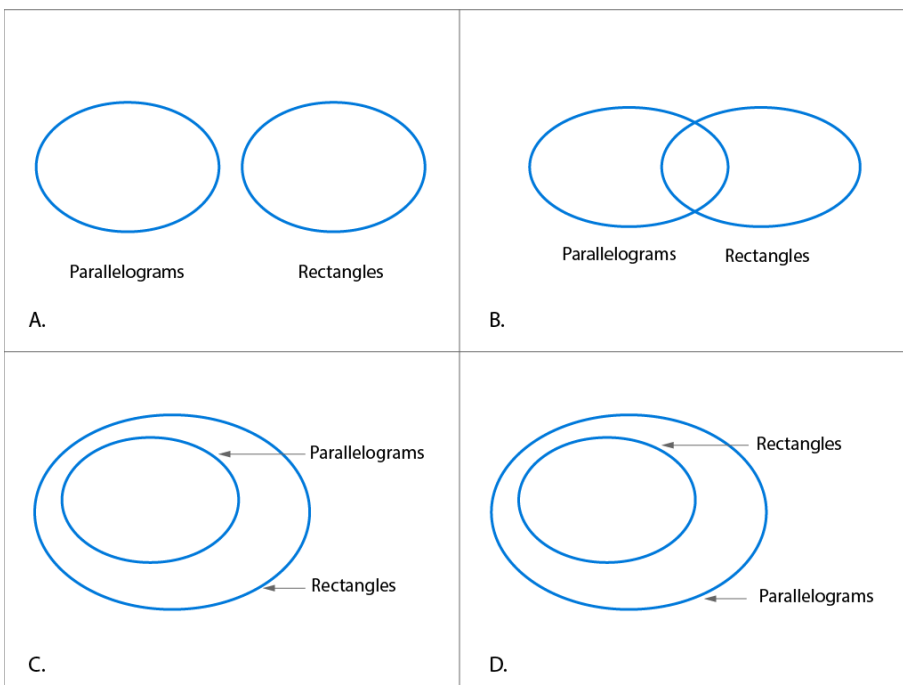 Parallelograms
Rectangles
A.
Parallelograms
Rectangles
B.
Parallelograms
Rectangles
C.
Rectangles
Parallelograms
D.